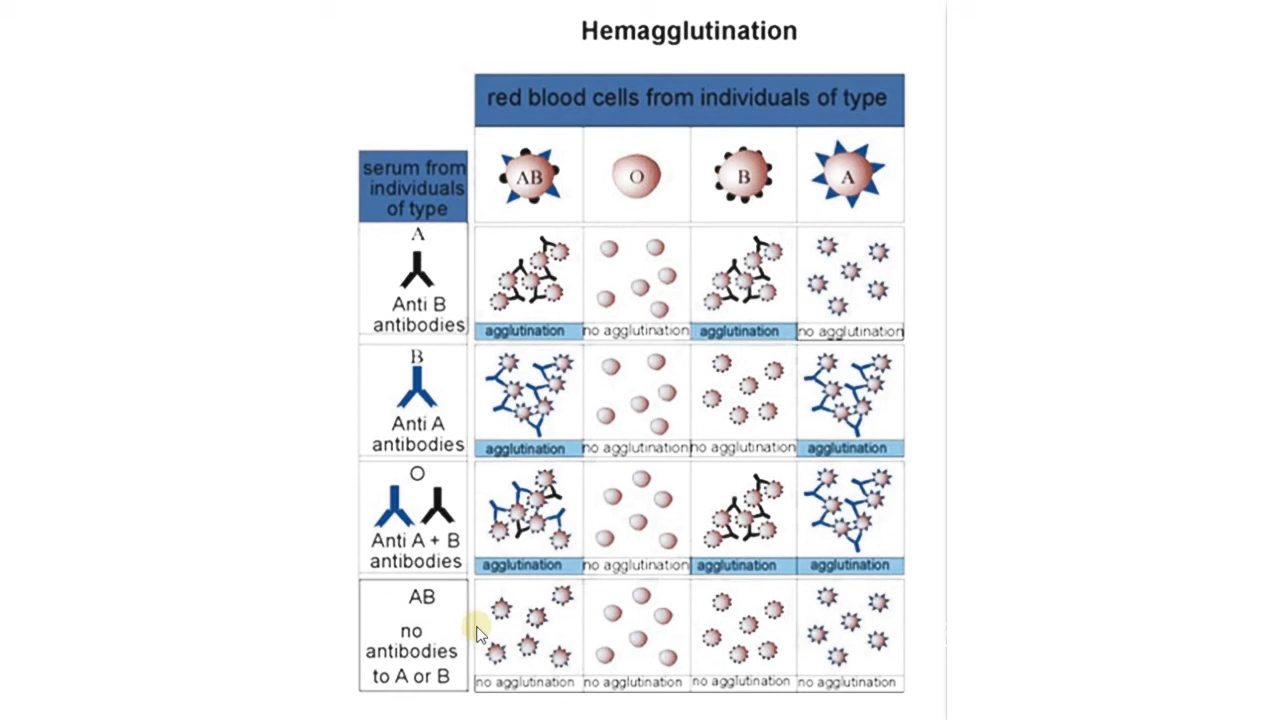 Hemagglutination
red blood cells from individuals of type
serum from
individuals
of type
AB
O
B
A
A
Anti B
antibodies
agglutination
no agglutination
agglutination
no agglutination
B
Anti A
antibodies
agglutination
no agglutination
no agglutination
agglutination
O
Anti A + B
antibodies
agglutination
no agglutination
agglutination
agglutination
AB
no
antibodies
to A or B
no agglutination
no agglutination
no agglutination
no agglutination